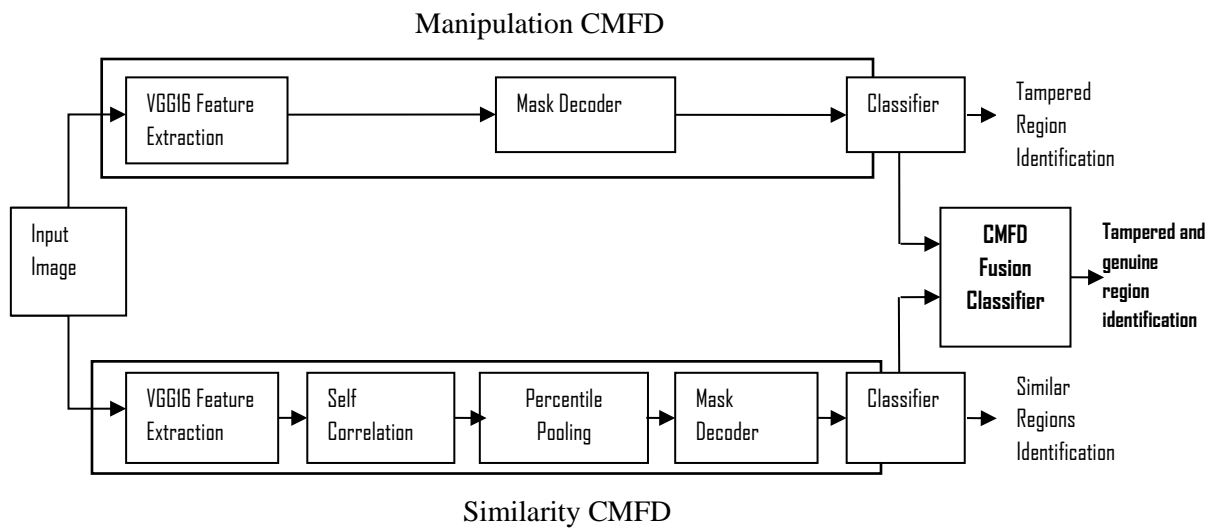 Manipulation CMFD
VGG16 Feature
Extraction
Mask Decoder
Classifier
Tampered
Region
Identification
Input
Image
CMFD
Fusion
Classifier
Tampered and
genuine
region
identification
VGG16 Feature
Extraction
Self
Correlation
Percentile
Pooling
Mask
Decoder
Classifier
Similar
Regions
Identification
Similarity CMFD